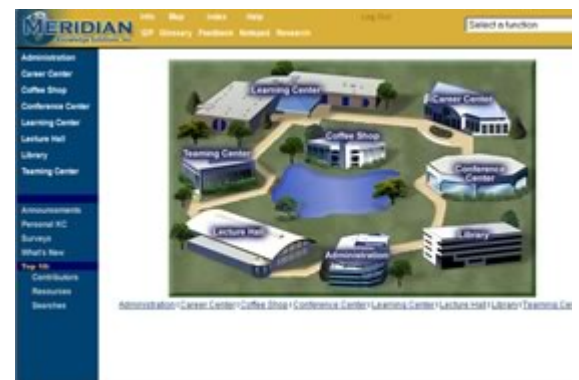 MERIDIAN
Knowledge Solutions, Inc.
Info Map Index Help Log Out
Glossary Feedback Notepad Research
Select a function
Administration
Career Center
Coffee Shop
Conference Center
Learning Center
Lecture Hall
Library
Teaming Center
Announcements
Personal KC
Surveys
What's New
Top 10:
Contributors
Resources
Searches
Learning Center
Career Center
Coffee Shop
Teaming Center
Conference
Center
Lecture Hall
Library
Administration
Administration | Career Center | Coffee Shop | Conference Center | Learning Center | Lecture Hall | Library | Teaming Ce